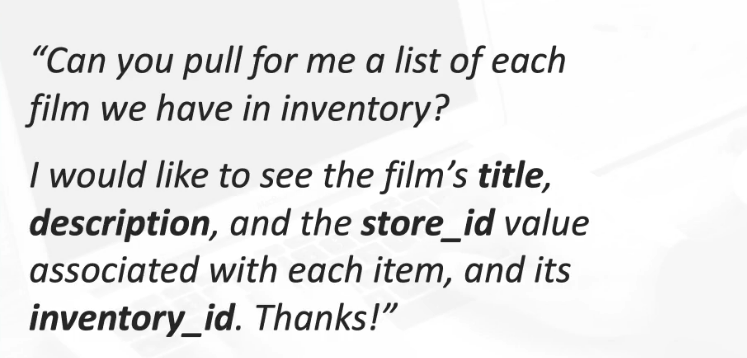 “Can you pull for me a list of each
film we have in inventory?
I would like to see the film’s title,
description, and the store_id value
associated with each item, and its
inventory_id. Thanks!”